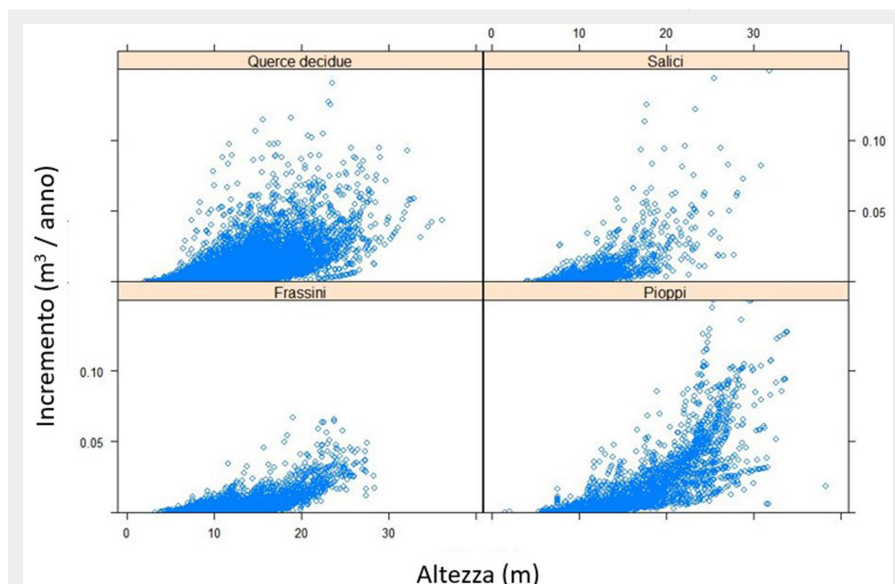 0 10 20 30
Querce decidue Salici
0.10
0.05
Frassini Pioppi
0.10
0.05
0 10 20 30
Incremento (m³ / anno)
Altezza (m)